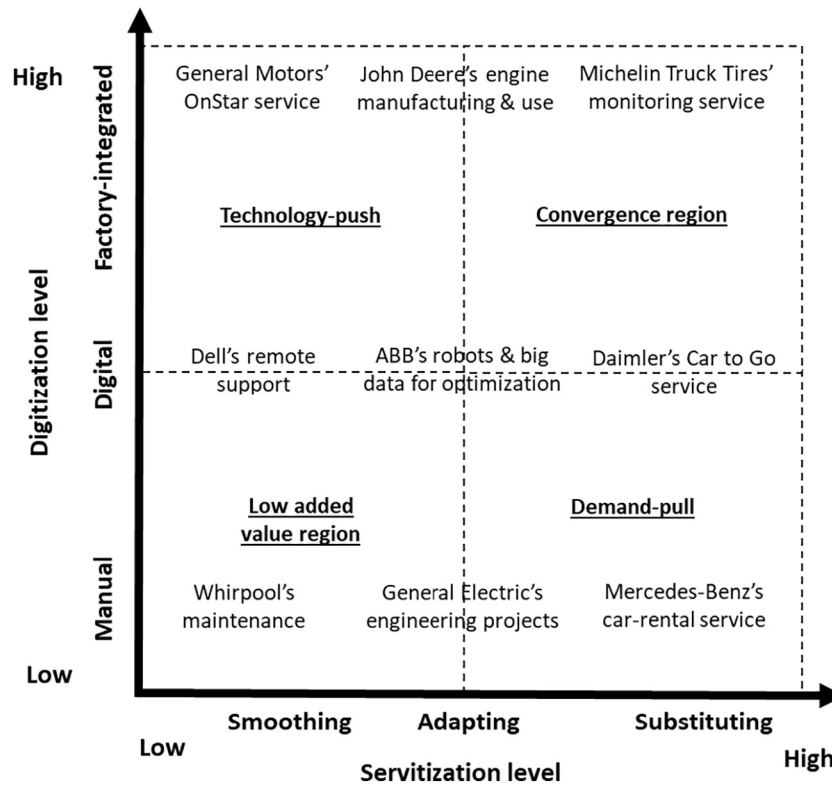 High
Factory-integrated
General Motors'
OnStar service
John Deere's engine
manufacturing & use
Michelin Truck Tires'
monitoring service
Technology-push
Convergence region
Digitization level
Digital
Dell's remote
support
ABB's robots & big
data for optimization
Daimler's Car to Go
service
Low added
value region
Demand-pull
Manual
Whirpool's
maintenance
General Electric's
engineering projects
Mercedes-Benz's
car-rental service
Low
Smoothing
Adapting
Substituting
Low
High
Servitization level